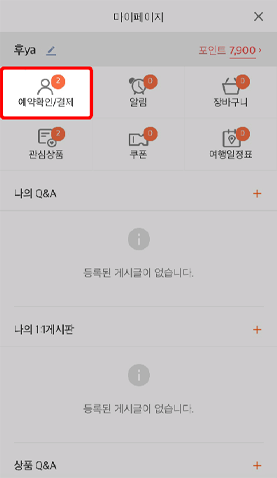 마이페이지
후ya
포인트 7,900 >
2
예약확인/결제
0
알림
0
장바구니
2
관심상품
0
쿠폰
0
여행일정표
나의 Q&A
등록된 게시글이 없습니다.
나의 1:1게시판
등록된 게시글이 없습니다.
상품 Q&A